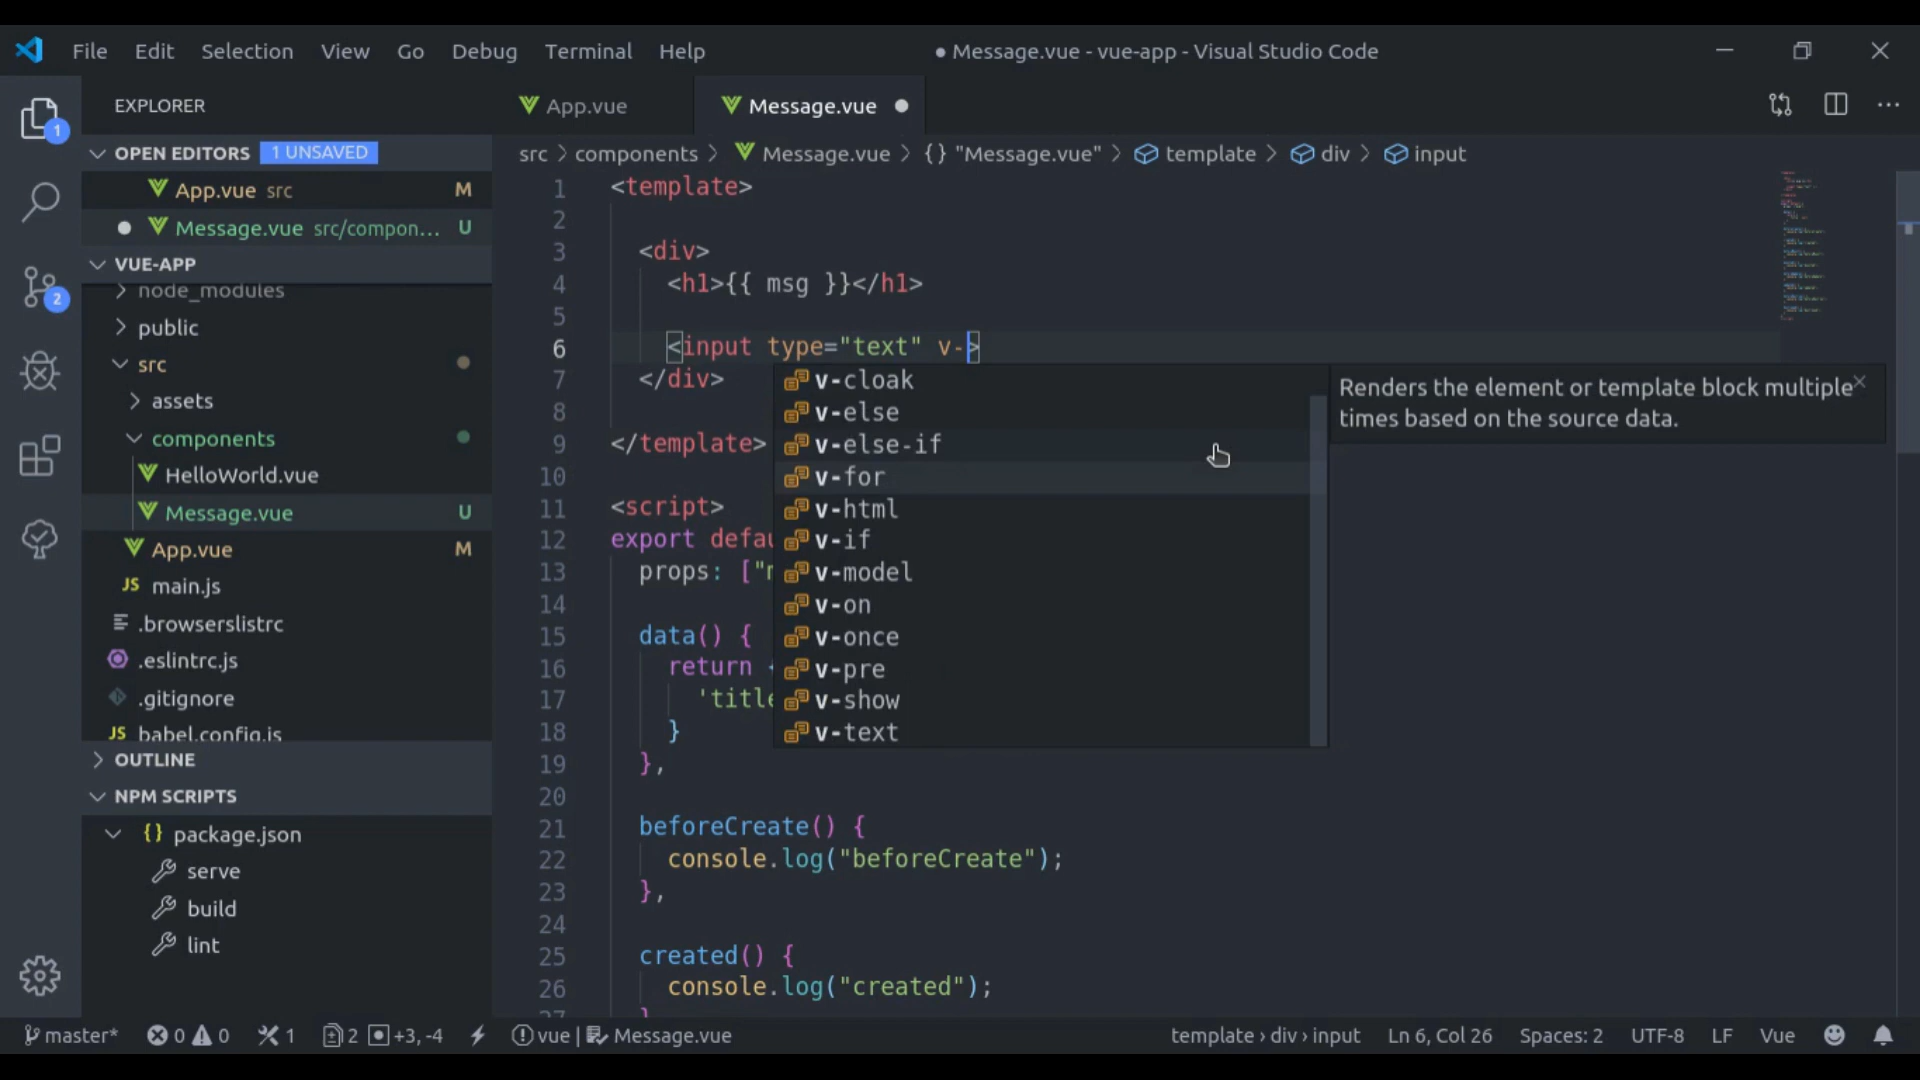 File Edit Selection View Go Debug Terminal Help
● Message.vue - vue-app - Visual Studio Code
1
2
EXPLORER
OPEN EDITORS 1 UNSAVED
App.vue src M
Message.vue src/compon... U
VUE-APP
node_modules
public
src
assets
components
HelloWorld.vue
Message.vue U
App.vue M
JS main.js
.browserslistrc
.eslintrc.js
.gitignore
JS babel.config.js
OUTLINE
NPM SCRIPTS
{} package.json
serve
build
lint
App.vue
Message.vue ●
src > components > Message.vue > {} "Message.vue" > template > div > input
1 <template>
2
3 <div>
4 <h1>{{ msg }}</h1>
5
6 <input type="text" v->
7 </div>
8
9 </template>
10
11 <script>
12 export defau
13 props: ["
14
15 data() {
16 return
17 'title
18 }
19 },
20
21 beforeCreate() {
22 console.log("beforeCreate");
23 },
24
25 created() {
26 console.log("created");
v-cloak
v-else
v-else-if
v-for
v-html
v-if
v-model
v-on
v-once
v-pre
v-show
v-text
Renders the element or template block multiple
times based on the source data.
master* 0 0 1 2 +3, -4 vue | Message.vue template › div › input Ln 6, Col 26 Spaces: 2 UTF-8 LF Vue